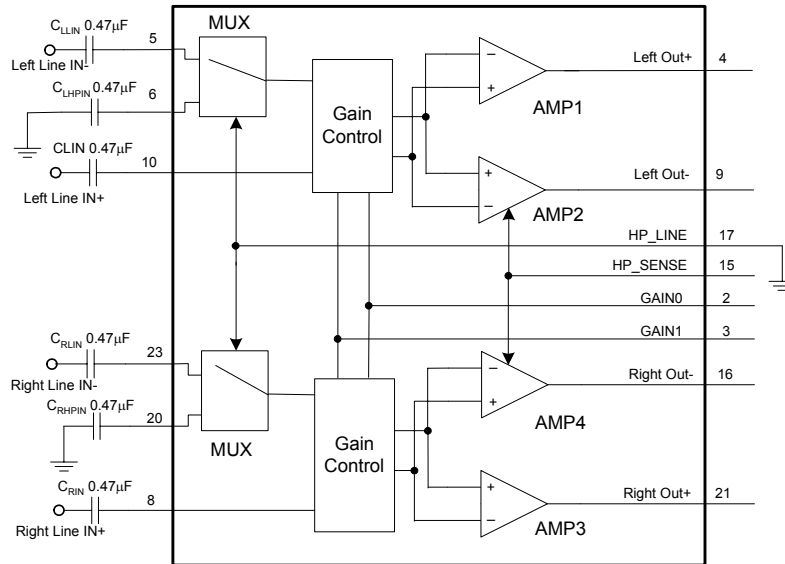 MUX
CLLIN 0.47µF
5
Left Line IN-
CLHPIN 0.47µF
6
CLIN 0.47µF
10
Left Line IN+
Gain
Control
AMP1
Left Out+ 4
AMP2
Left Out- 9
HP_LINE 17
HP_SENSE 15
GAIN0 2
GAIN1 3
CRLIN 0.47µF
23
Right Line IN-
CRHPIN 0.47µF
20
MUX
CRIN 0.47µF
8
Right Line IN+
Gain
Control
AMP4
Right Out- 16
AMP3
Right Out+ 21